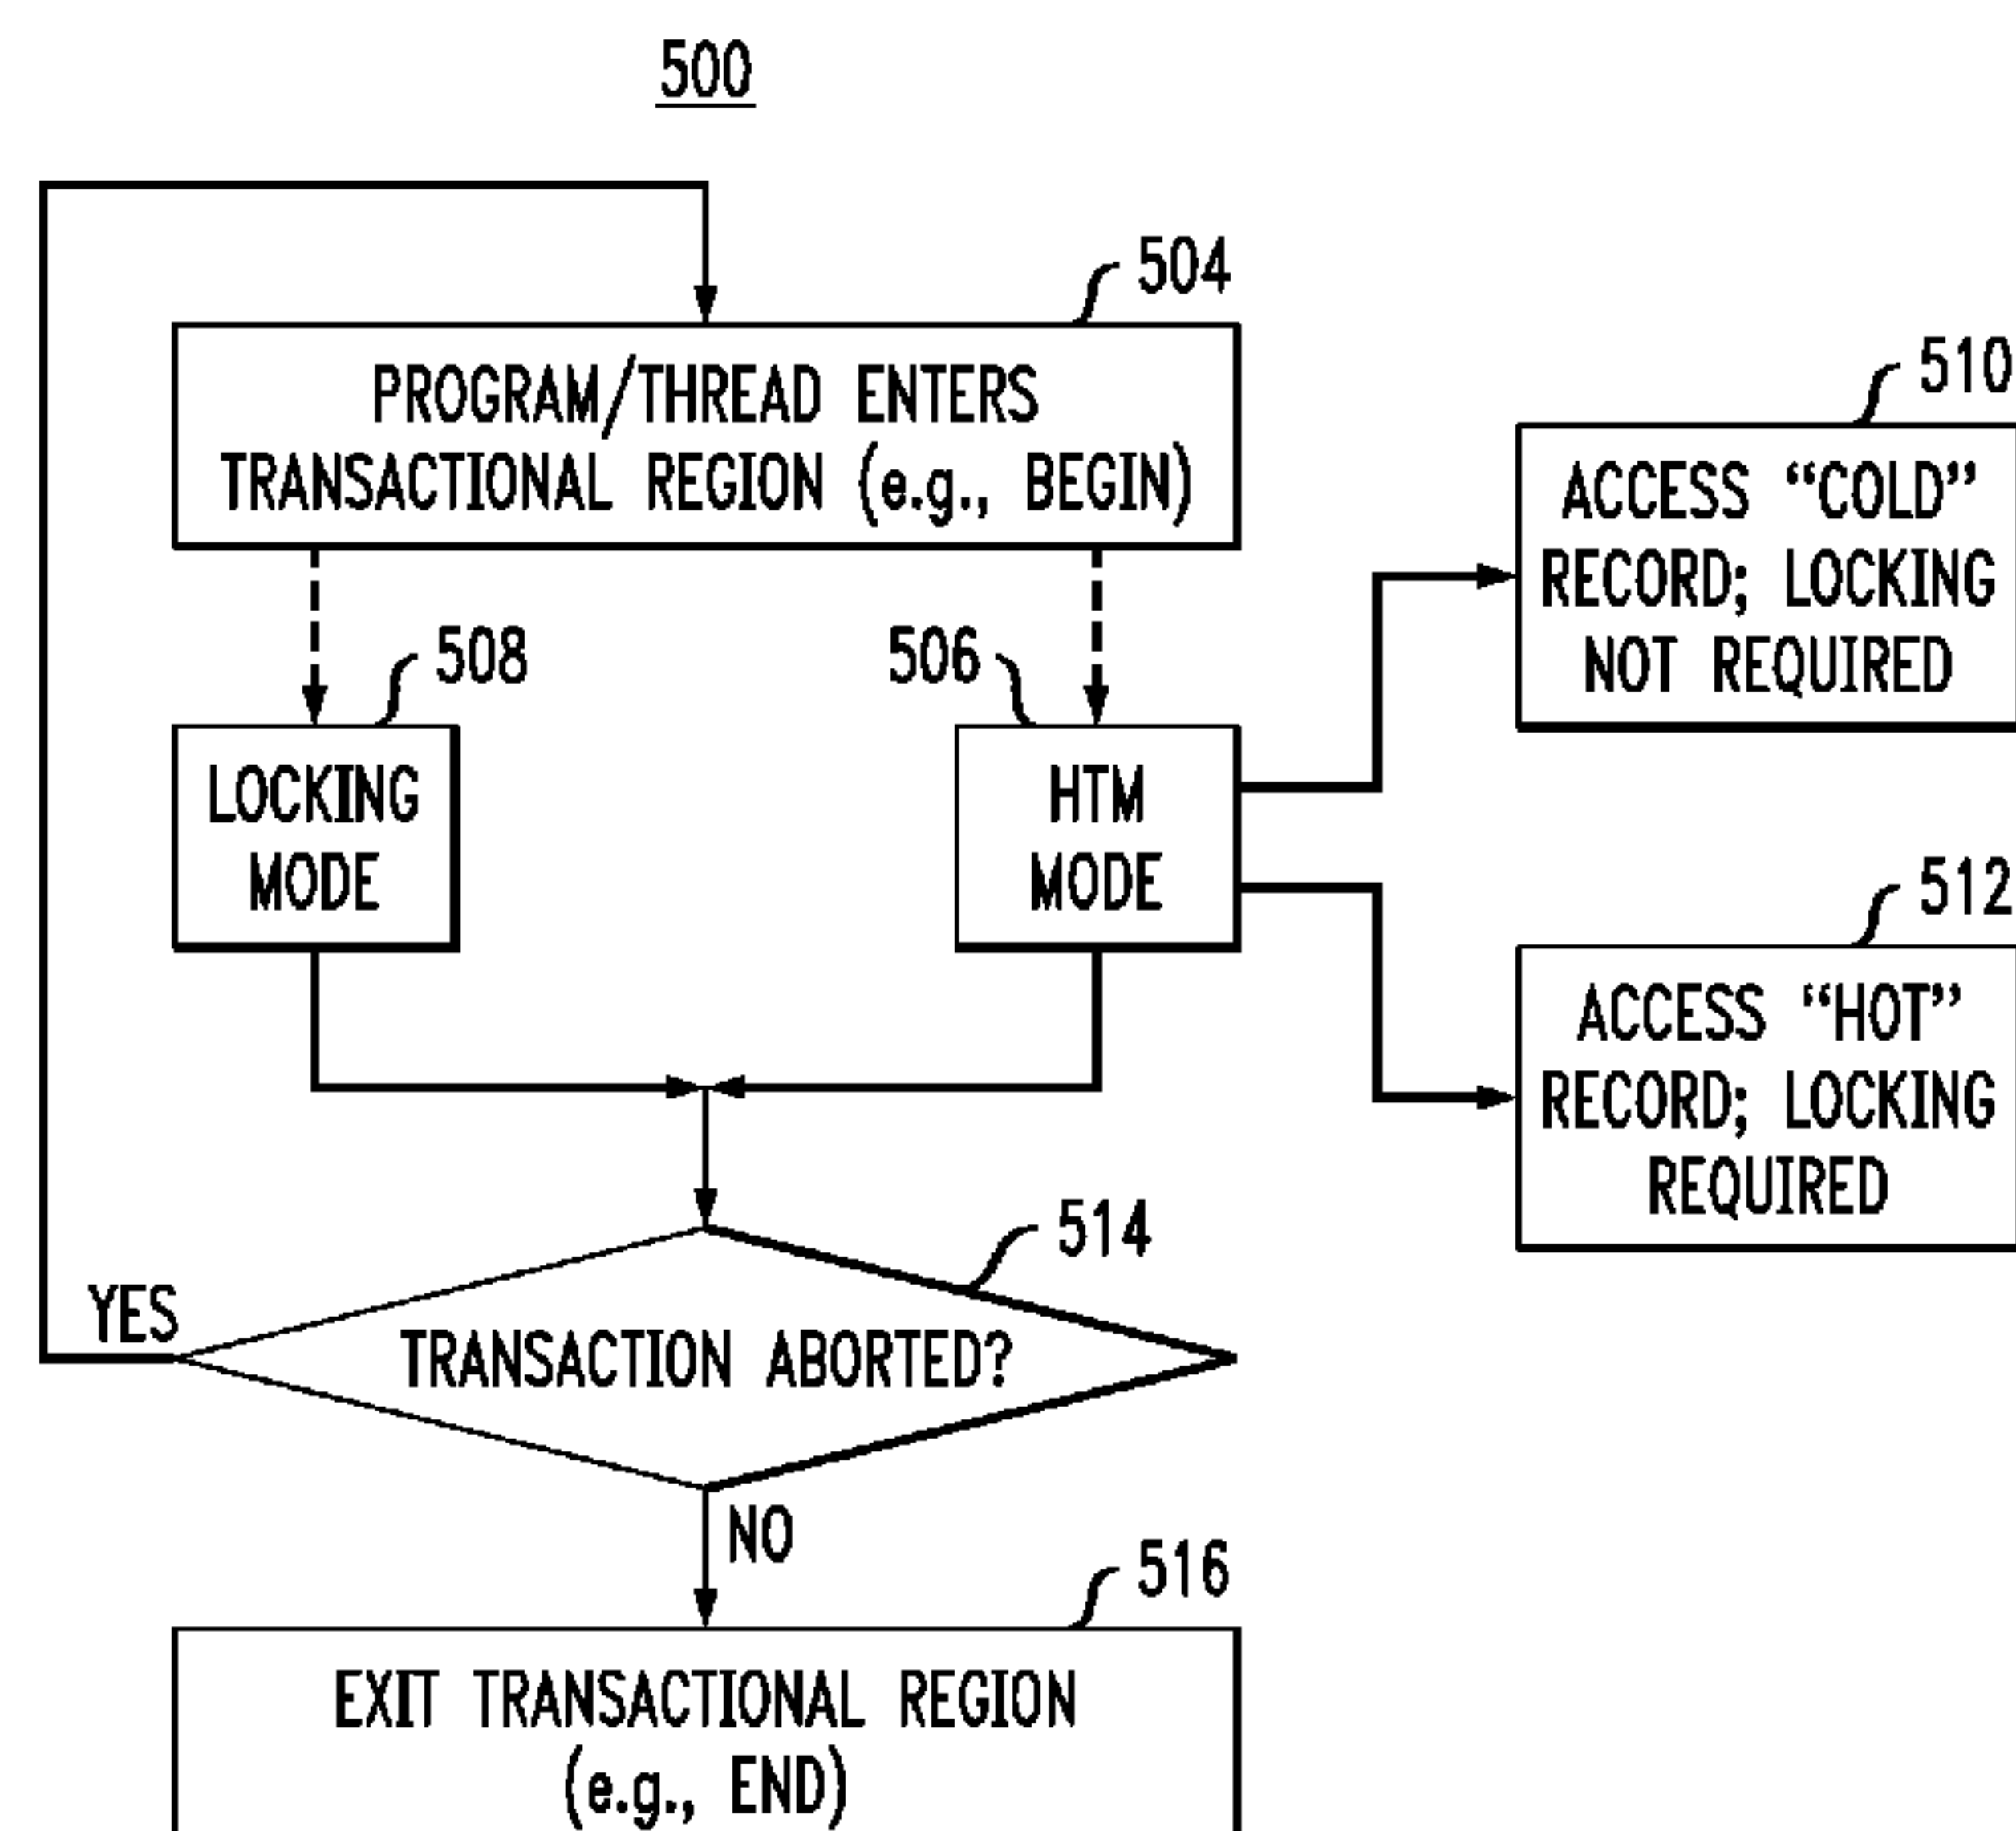 500
504
PROGRAM/THREAD ENTERS
TRANSACTIONAL REGION (e.g., BEGIN)
510
ACCESS “COLD”
RECORD; LOCKING
NOT REQUIRED
508
506
LOCKING
MODE
HTM
MODE
512
ACCESS “HOT”
RECORD; LOCKING
REQUIRED
514
YES
TRANSACTION ABORTED?
NO
516
EXIT TRANSACTIONAL REGION
(e.g., END)